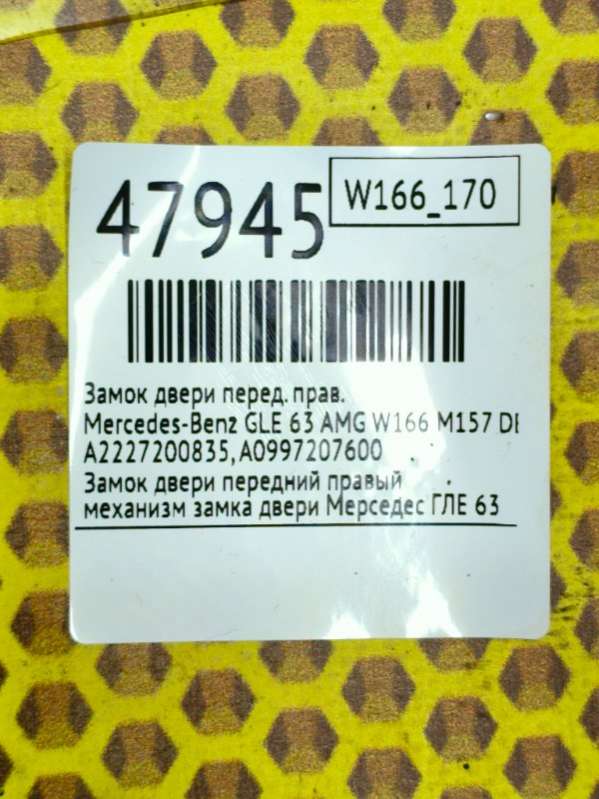 47945
W166_170
Замок двери перед. прав.
Mercedes-Benz GLE 63 AMG W166 M157 DE
A2227200835, A0997207600
Замок двери передний правый
механизм замка двери Мерседес ГЛЕ 63